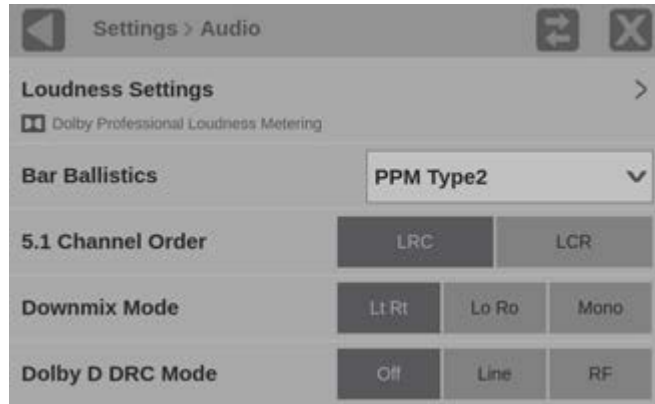 Settings > Audio
Loudness Settings >
Dolby Professional Loudness Metering
Bar Ballistics PPM Type2
5.1 Channel Order LRC LCR
Downmix Mode Lt Rt Lo Ro Mono
Dolby D DRC Mode Off Line RF